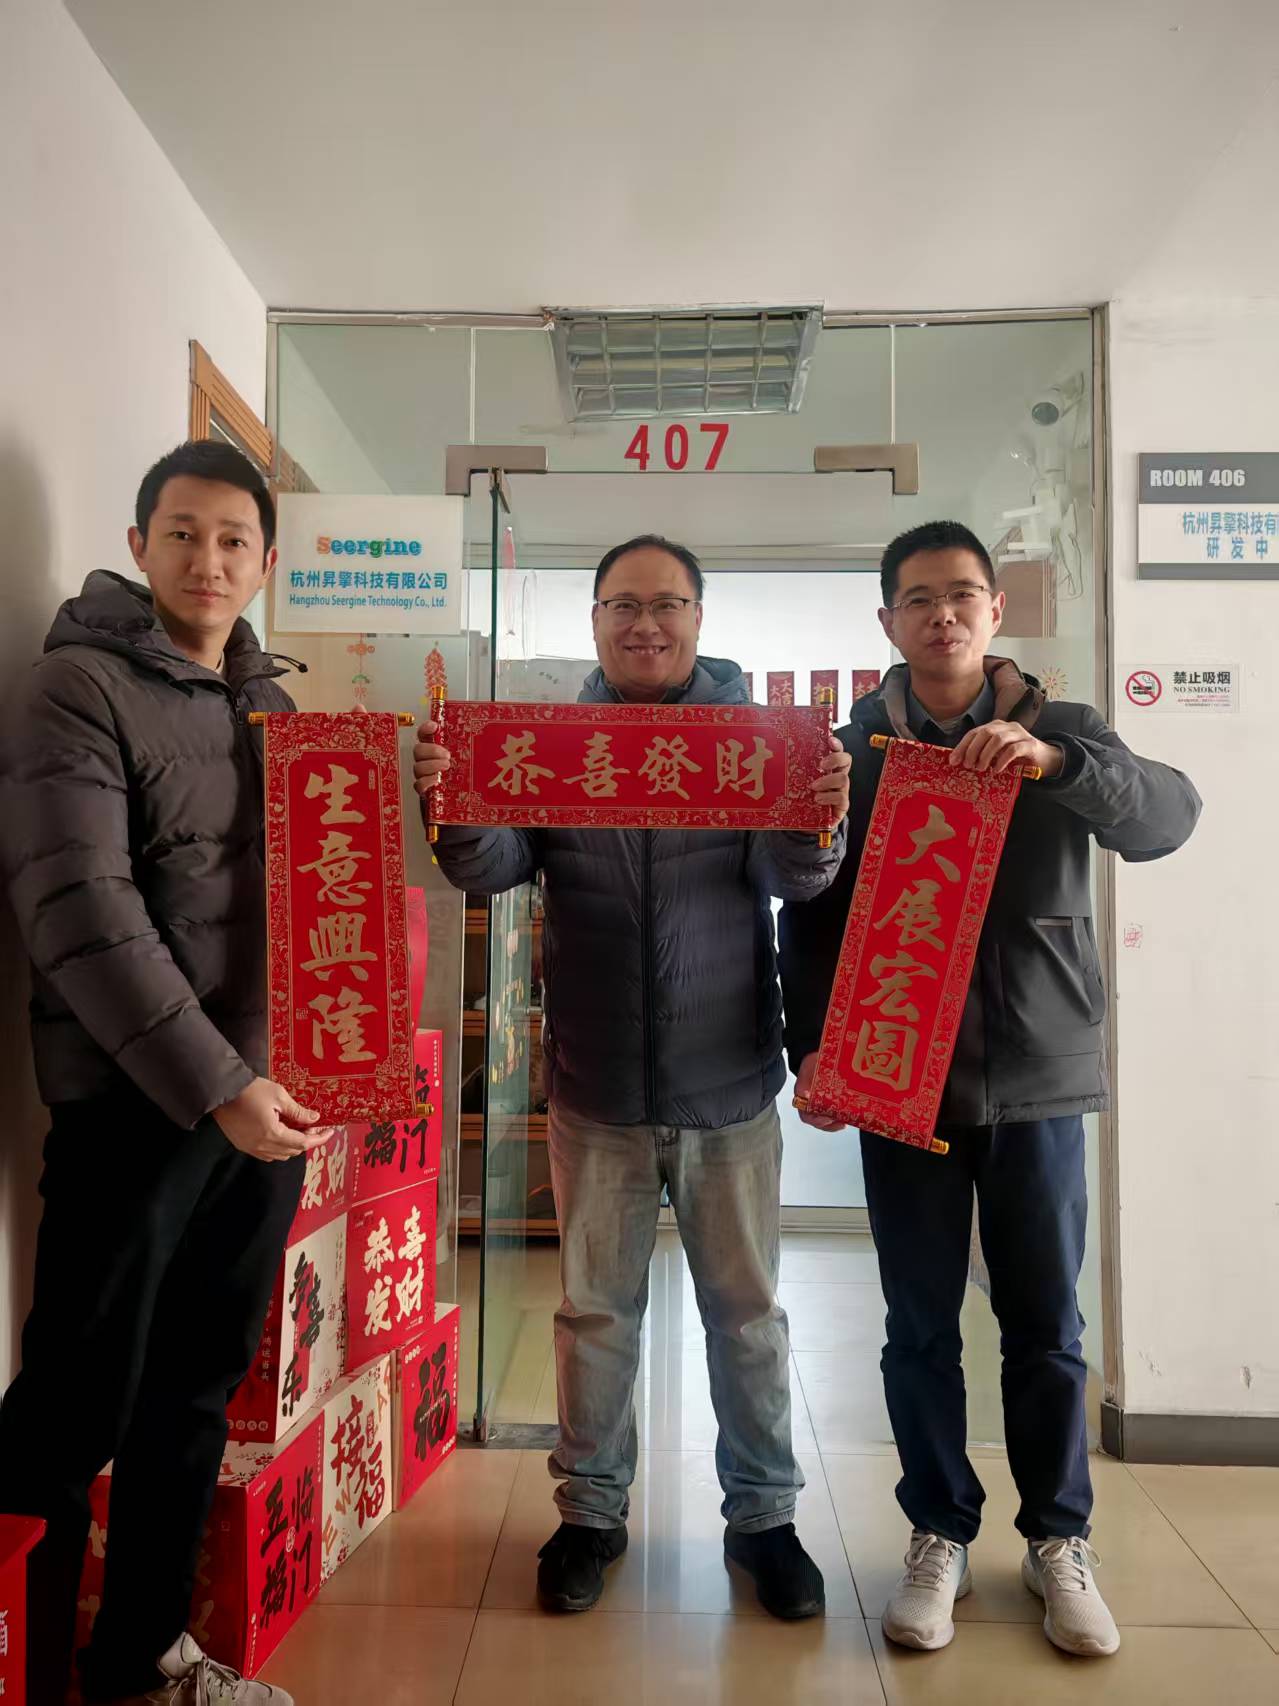 407
ROOM 406
Seergine
杭州昇擎科技有限公司
Hangzhou Seergine Technology Co., Ltd.
杭州昇擎科技有
研发中
禁止吸烟
NO SMOKING
恭喜發財
生意興隆
大展宏圖
福门
发财
恭喜
发财
多喜乐
福
接福
五福
临门